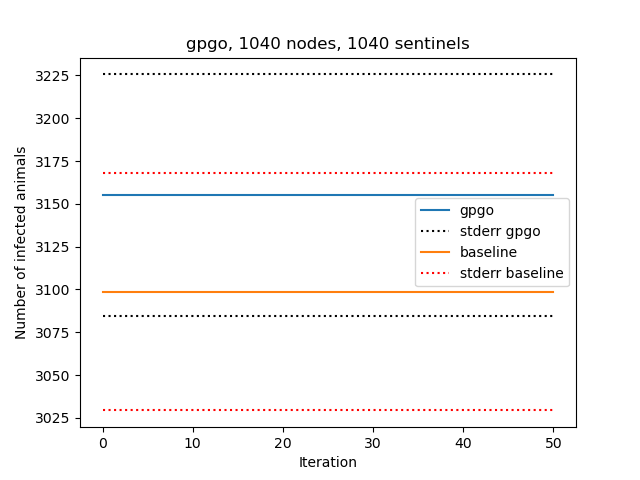 gpgo, 1040 nodes, 1040 sentinels
Number of infected animals
3225
3200
3175
3150
3125
3100
3075
3050
3025
gpgo
stderr gpgo
baseline
stderr baseline
0 10 20 30 40 50
Iteration